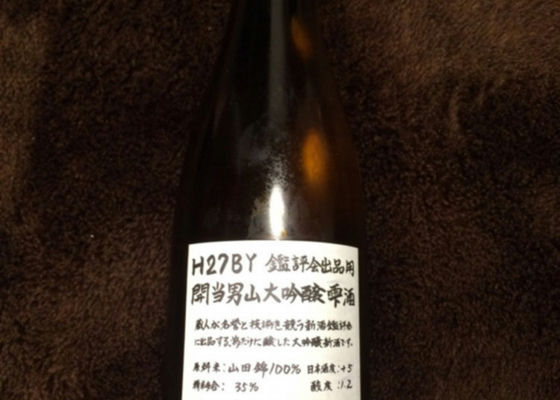 H27BY 鑑評会出品用
開当男山大吟醸雫酒
蔵人が名誉と技術を競う新酒鑑評会
に出品する為だけに醸した大吟醸新酒です。
原料米：山田錦100% 日本酒度：+5
精米歩合：35% 酸度：1.2